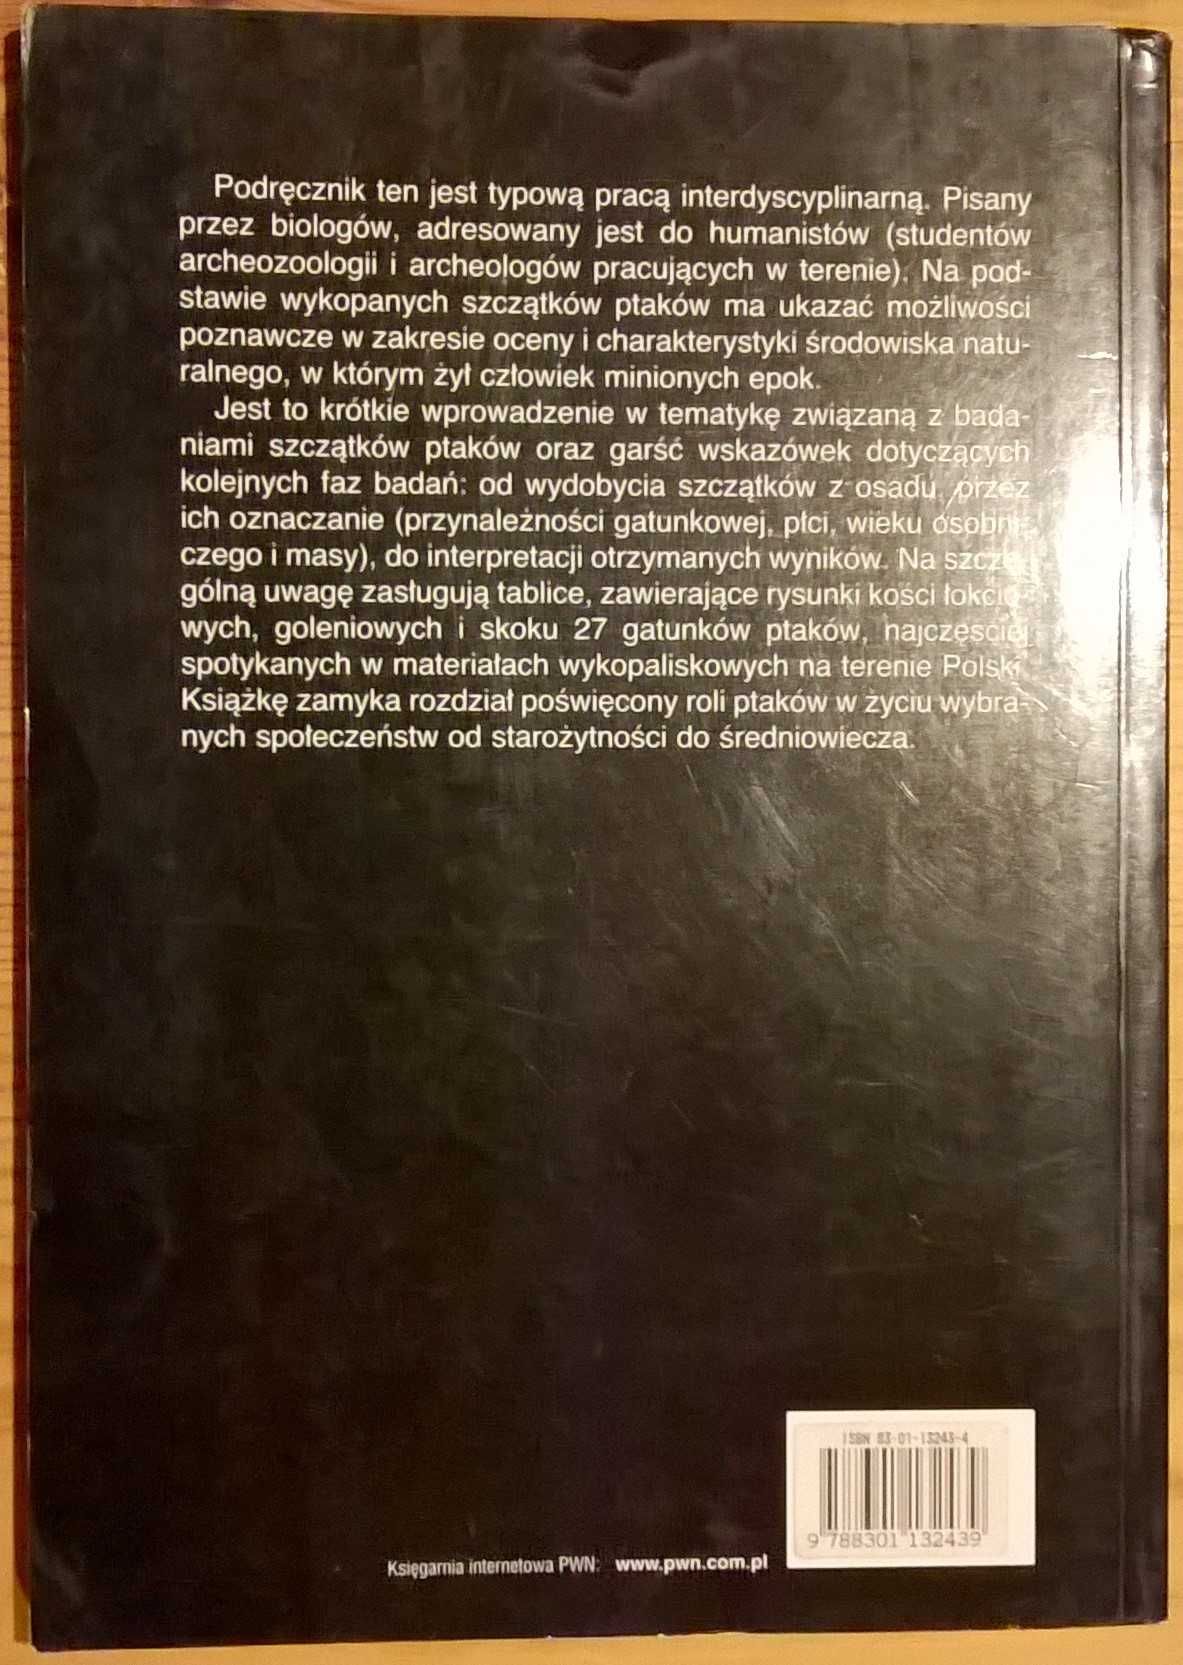 Podręcznik ten jest typową pracą interdyscyplinarną. Pisany
przez biologów, adresowany jest do humanistów (studentów
archeozoologii i archeologów pracujących w terenie). Na pod-
stawie wykopanych szczątków ptaków ma ukazać możliwości
poznawcze w zakresie oceny i charakterystyki środowiska natu-
ralnego, w którym żył człowiek minionych epok.
Jest to krótkie wprowadzenie w tematykę związaną z bada-
niami szczątków ptaków oraz garść wskazówek dotyczących
kolejnych faz badań: od wydobycia szczątków z osadu, przez
ich oznaczanie (przynależności gatunkowej, płci, wieku osobni-
czego i masy), do interpretacji otrzymanych wyników. Na szcze-
gólną uwagę zasługują tablice, zawierające rysunki kości łokcio-
wych, goleniowych i skoku 27 gatunków ptaków, najczęściej
spotykanych w materiałach wykopaliskowych na terenie Polski.
Książkę zamyka rozdział poświęcony roli ptaków w życiu wybra-
nych społeczeństw od starożytności do średniowiecza.
ISBN 83-01-13243-4
9 788301 132439
Księgarnia internetowa PWN: www.pwn.com.pl